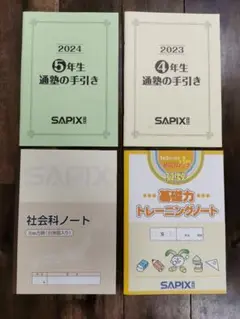 2024
5年生
通塾の手引き
SAPIX
2023
4年生
通塾の手引き
SAPIX
社会科ノート
SAPIX
基礎力
トレーニングノート
SAPIX